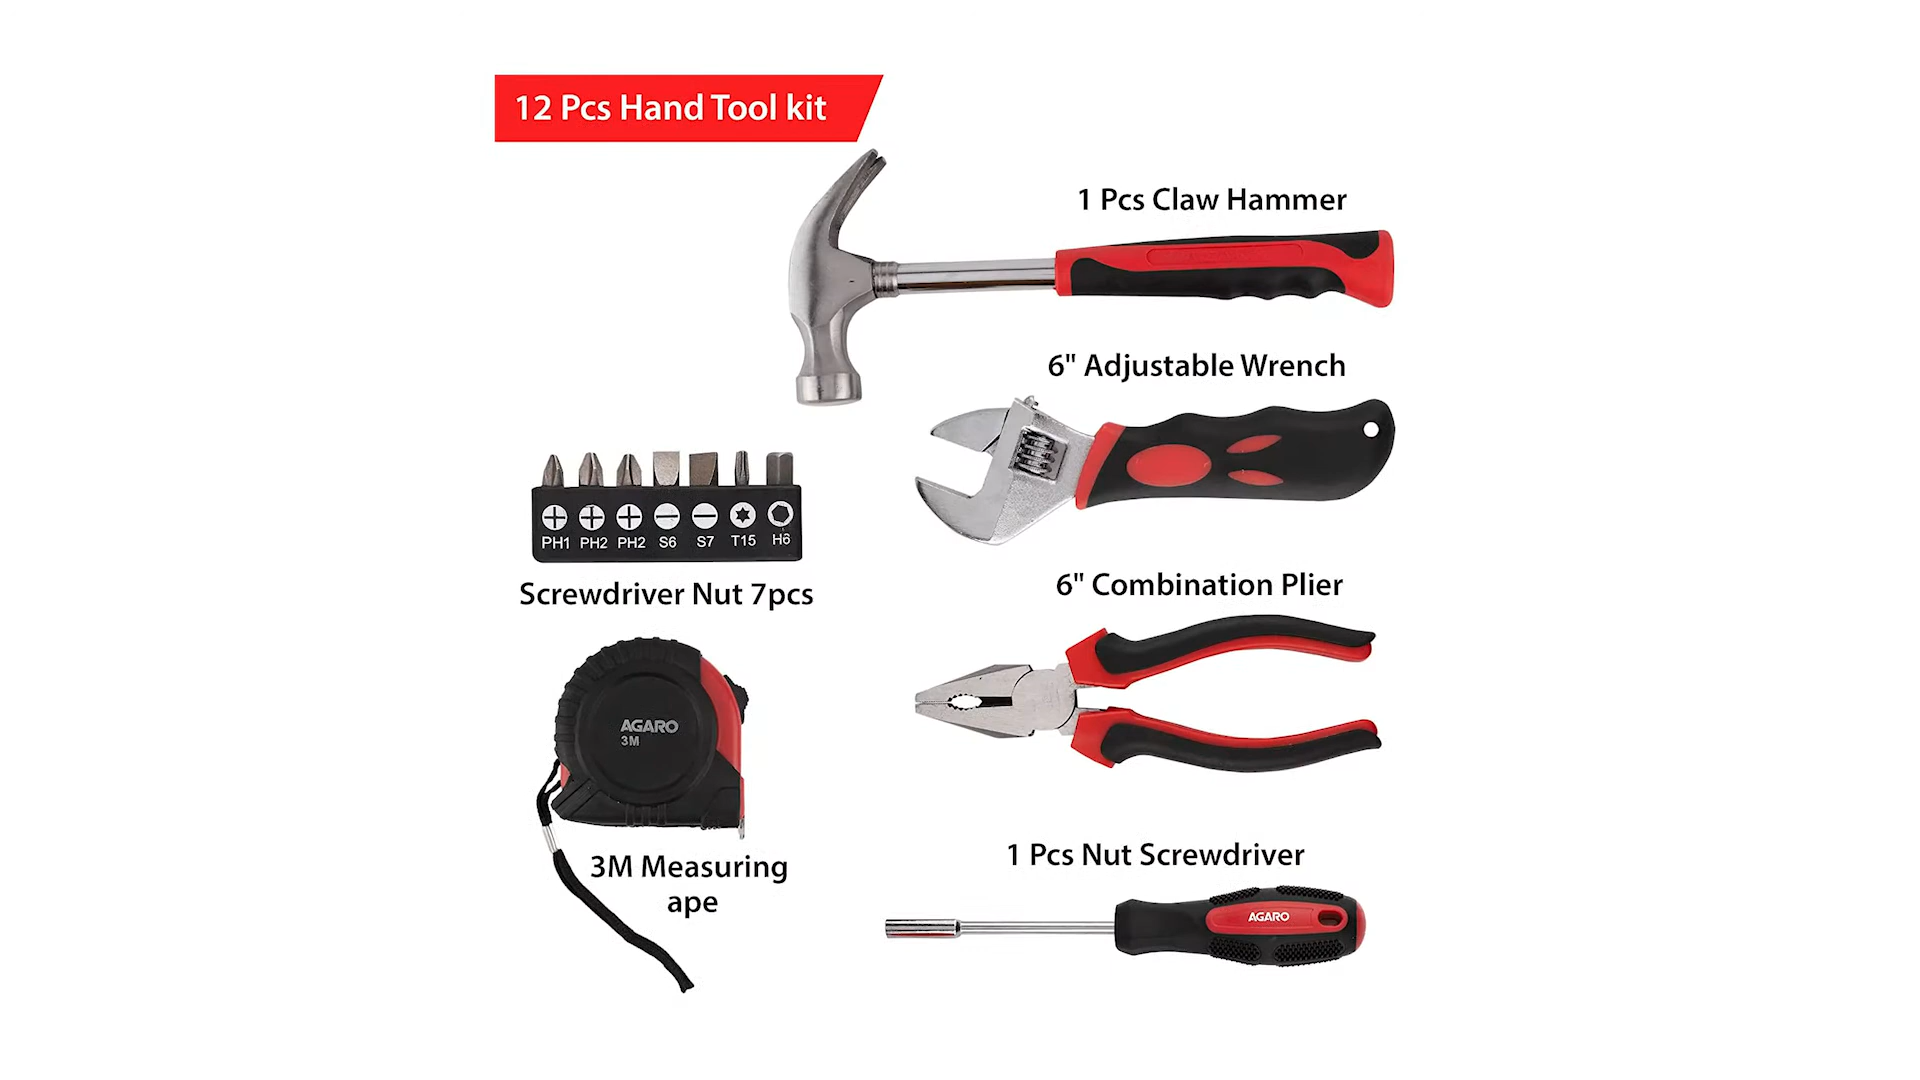 12 Pcs Hand Tool kit
1 Pcs Claw Hammer
6" Adjustable Wrench
PH1 PH2 PH2 S6 S7 T15 H6
Screwdriver Nut 7pcs
6" Combination Plier
AGARO
3M
3M Measuring
ape
1 Pcs Nut Screwdriver
AGARO